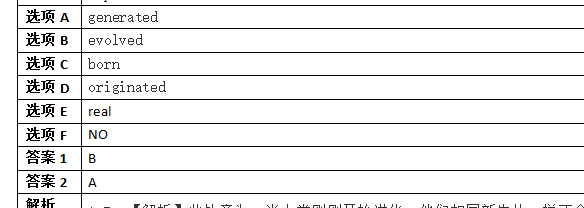 选项 A generated
选项 B evolved
选项 C born
选项 D originated
选项 E real
选项 F NO
答案 1 B
答案 2 A
解析